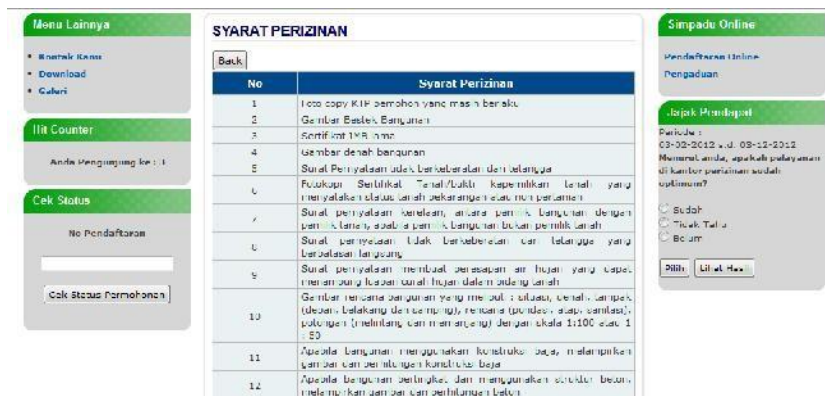 Menu Lainnya
Kontak Kami
Download
Galeri
Hit Counter
Anda Pengunjung ke :
Cek Status
No Pendaftaran
Cek Status Permohonan
SYARAT PERIZINAN
Back
No Syarat Perizinan
1 Foto copy KTP pemohon yang masih berlaku
2 Gambar Bestek Bangunan
3 Sertifikat IMB lama
4 Gambar denah bangunan
5 Surat Pernyataan tidak berkeberatan dari tetangga
6 Fotokopi Sertifikat Tanah/bukti kepemilikan tanah yang
menyatakan status tanah pekarangan atau non pertanian
7 Surat pernyataan kerelaan, antara pemilik bangunan dengan
pemilik tanah, apabila pemilik bangunan bukan pemilik tanah
8 Surat pernyataan tidak berkeberatan dari tetangga yang
berbatasan langsung
9 Surat pernyataan membuat peresapan air hujan yang dapat
menampung luapan curah hujan dalam bidang tanah
10 Gambar rencana bangunan yang meliputi : situasi, denah, tampak
(depan, belakang dan samping), rencana (pondasi, atap, sanitasi),
potongan (melintang dan memanjang) dengan skala 1:100 atau 1
: 50
11 Apabila bangunan menggunakan konstruksi baja, melampirkan
gambar dan perhitungan konstruksi baja
12 Apabila bangunan bertingkat dan menggunakan struktur beton,
melampirkan gambar dan perhitungan beton
Simpadu Online
Pendaftaran Online
Pengaduan
Jajak Pendapat
Periode :
03-02-2012 s.d. 03-12-2012
Menurut anda, apakah pelayanan
di kantor perizinan sudah
optimum?
Sudah
Tidak Tahu
Belum
Pilih Lihat Hasil